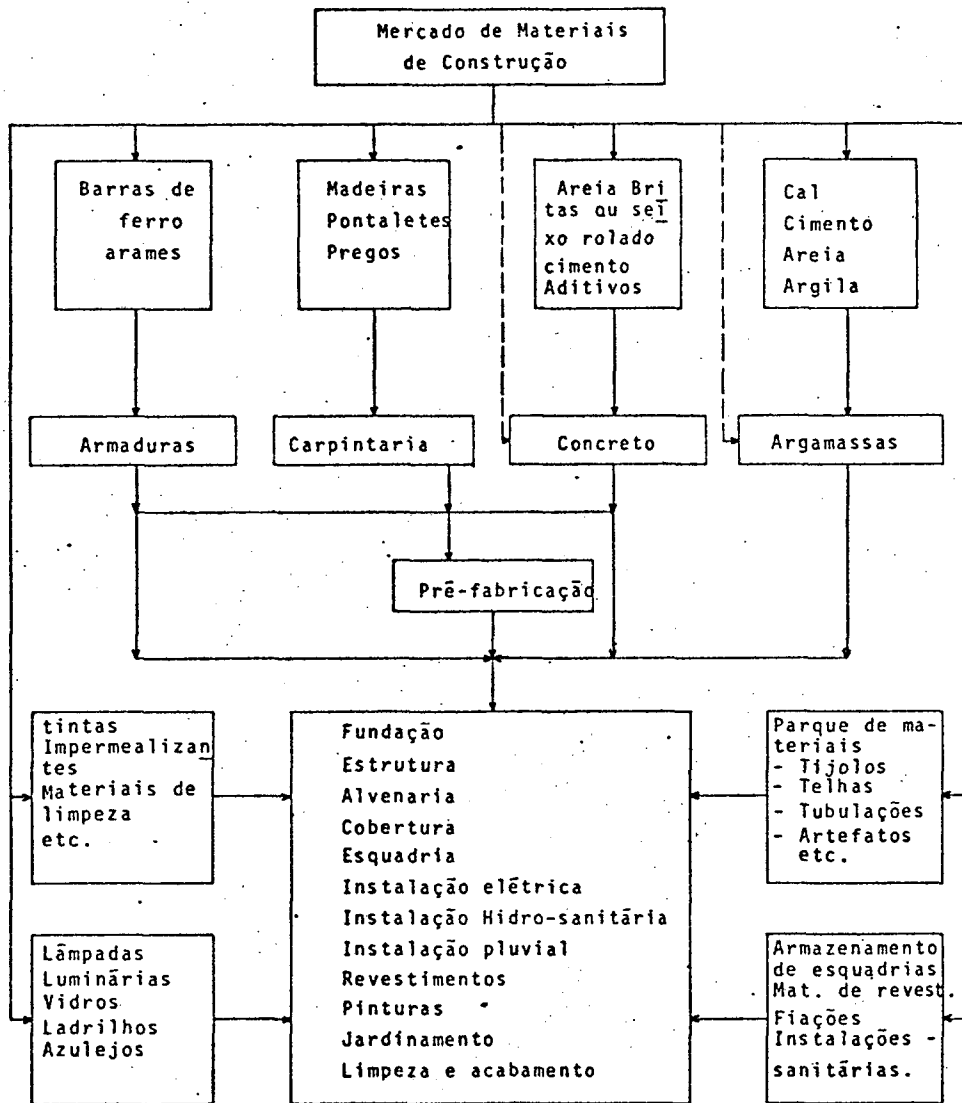 Mercado de Materiais
de Construção
Barras de
ferro
arames
Madeiras
Pontaletes
Pregos
Areia Bri
tas ou sei
xo rolado
cimento
Aditivos
Cal
Cimento
Areia
Argila
Armaduras
Carpintaria
Concreto
Argamassas
Pré-fabricação
tintas
Impermealizan
tes
Materiais de
limpeza
etc.
Fundação
Estrutura
Alvenaria
Cobertura
Esquadria
Instalação elétrica
Instalação Hidro-sanitária
Instalação pluvial
Revestimentos
Pinturas
Jardinamento
Limpeza e acabamento
Parque de ma-
teriais
- Tijolos
- Telhas
- Tubulações
- Artefatos
etc.
Lâmpadas
Luminárias
Vidros
Ladrilhos
Azulejos
Armazenamento
de esquadrias
Mat. de revest.
Fiações
Instalações -
sanitárias.